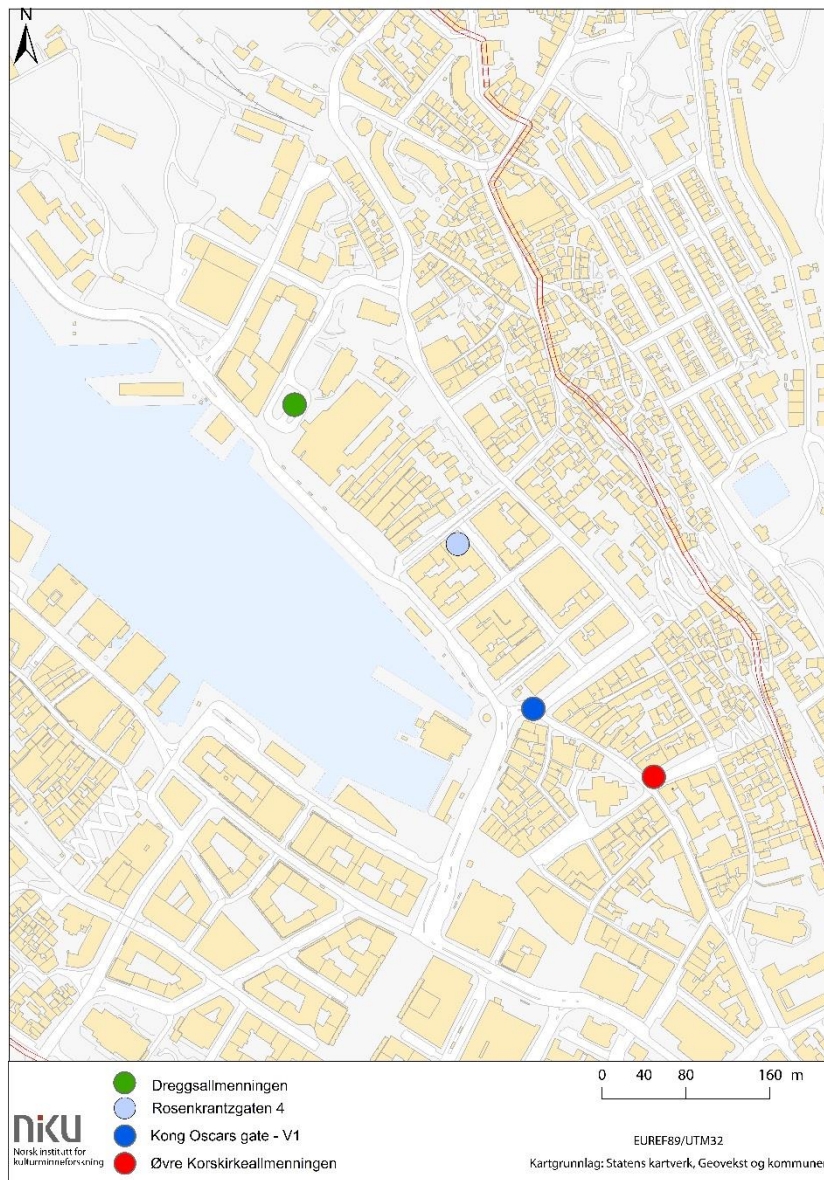 N
Dreggsallmenningen
Rosenkrantzgaten 4
Kong Oscars gate - V1
Øvre Korskirkeallmenningen
niku
Norsk institutt for
kulturminneforskning
0 40 80 160 m
EUREF89/UTM32
Kartgrunnlag: Statens kartverk, Geovekst og kommuner